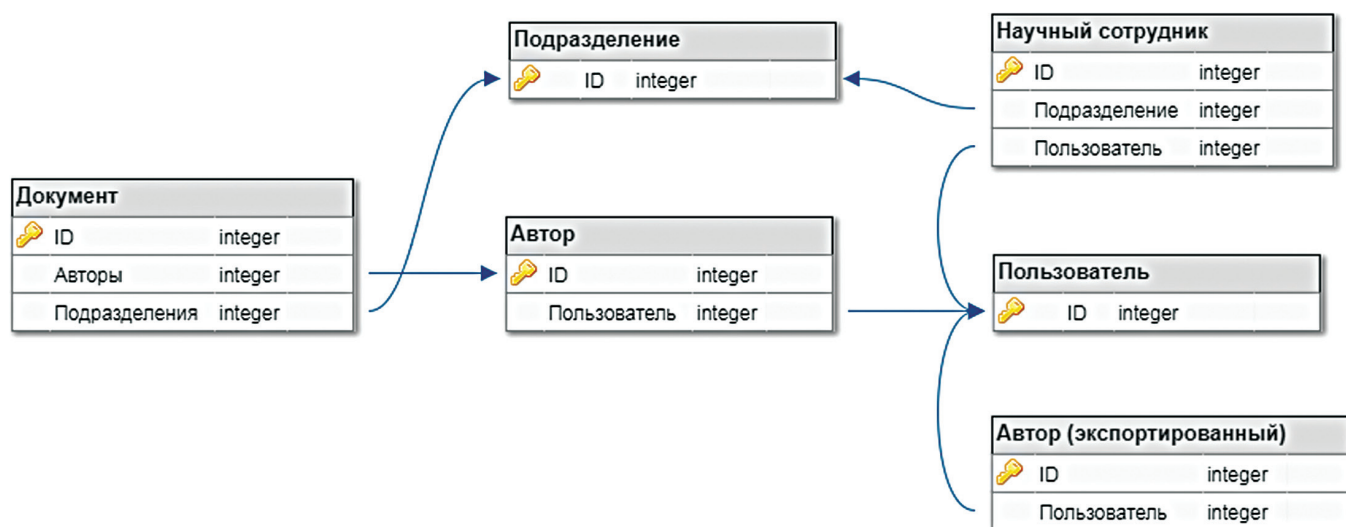 Подразделение
ID integer
Научный сотрудник
ID integer
Подразделение integer
Пользователь integer
Документ
ID integer
Авторы integer
Подразделения integer
Автор
ID integer
Пользователь integer
Пользователь
ID integer
Автор (экспортированный)
ID integer
Пользователь integer